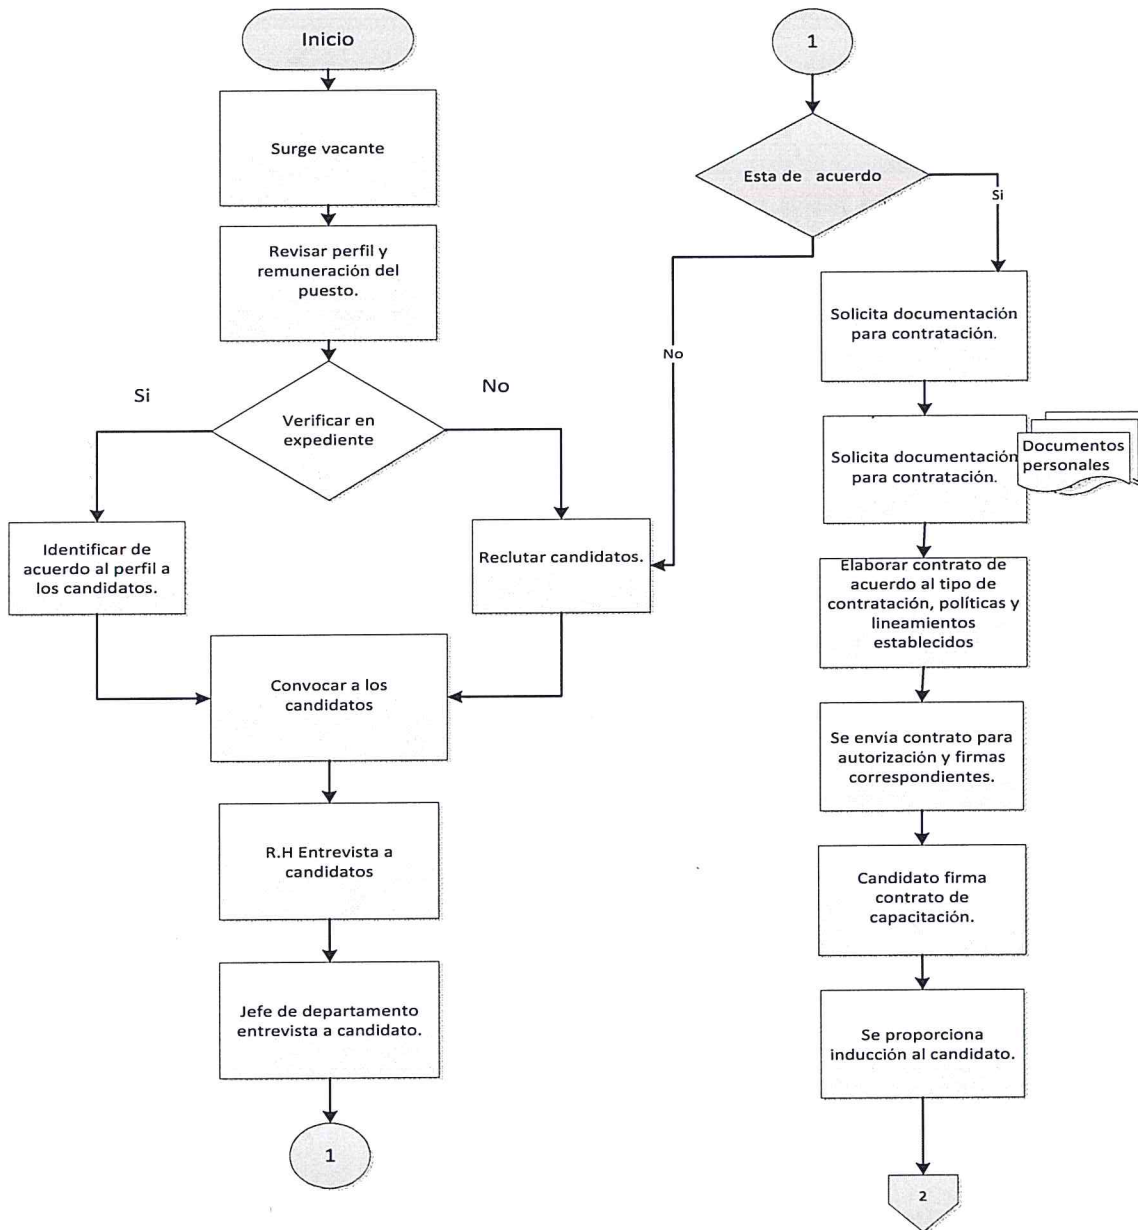 Inicio
Surge vacante
Revisar perfil y
remuneración del
puesto.
Si
No
Verificar en
expediente
Identificar de
acuerdo al perfil a
los candidatos.
Reclutar candidatos.
Convocar a los
candidatos
R.H Entrevista a
candidatos
Jefe de departamento
entrevista a candidato.
1
1
Esta de acuerdo
Si
No
Solicita documentación
para contratación.
Solicita documentación
para contratación.
Documentos
personales
Elaborar contrato de
acuerdo al tipo de
contratación, políticas y
lineamientos
establecidos
Se envía contrato para
autorización y firmas
correspondientes.
Candidato firma
contrato de
capacitación.
Se proporciona
inducción al candidato.
2